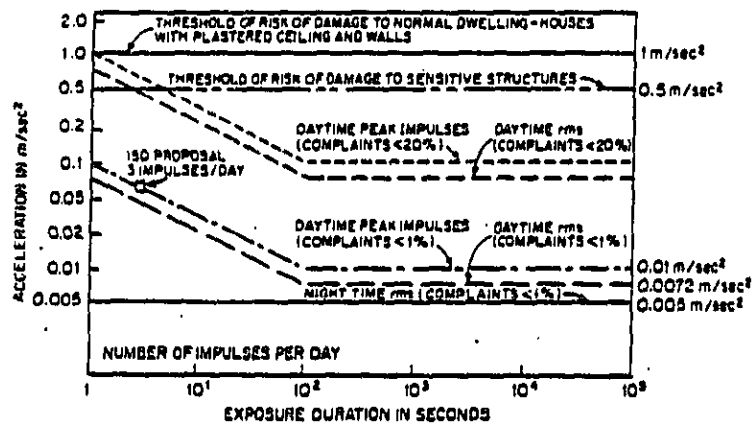 2.0
THRESHOLD OF RISK OF DAMAGE TO NORMAL DWELLING-HOUSES
WITH PLASTERED CEILING AND WALLS
1.0
1 m/sec²
THRESHOLD OF RISK OF DAMAGE TO SENSITIVE STRUCTURES
0.5
0.5 m/sec²
0.2
DAYTIME PEAK IMPULSES
(COMPLAINTS <20%)
DAYTIME rms
(COMPLAINTS <20%)
ISO PROPOSAL
3 IMPULSES/DAY
0.1
0.05
0.02
DAYTIME PEAK IMPULSES
(COMPLAINTS <1%)
DAYTIME rms
(COMPLAINTS <1%)
0.01
0.01 m/sec²
0.0072 m/sec²
0.005
NIGHT TIME rms (COMPLAINTS <1%)
0.005 m/sec²
ACCELERATION IN m/sec²
NUMBER OF IMPULSES PER DAY
1
10¹
10²
10³
10⁴
10⁵
EXPOSURE DURATION IN SECONDS